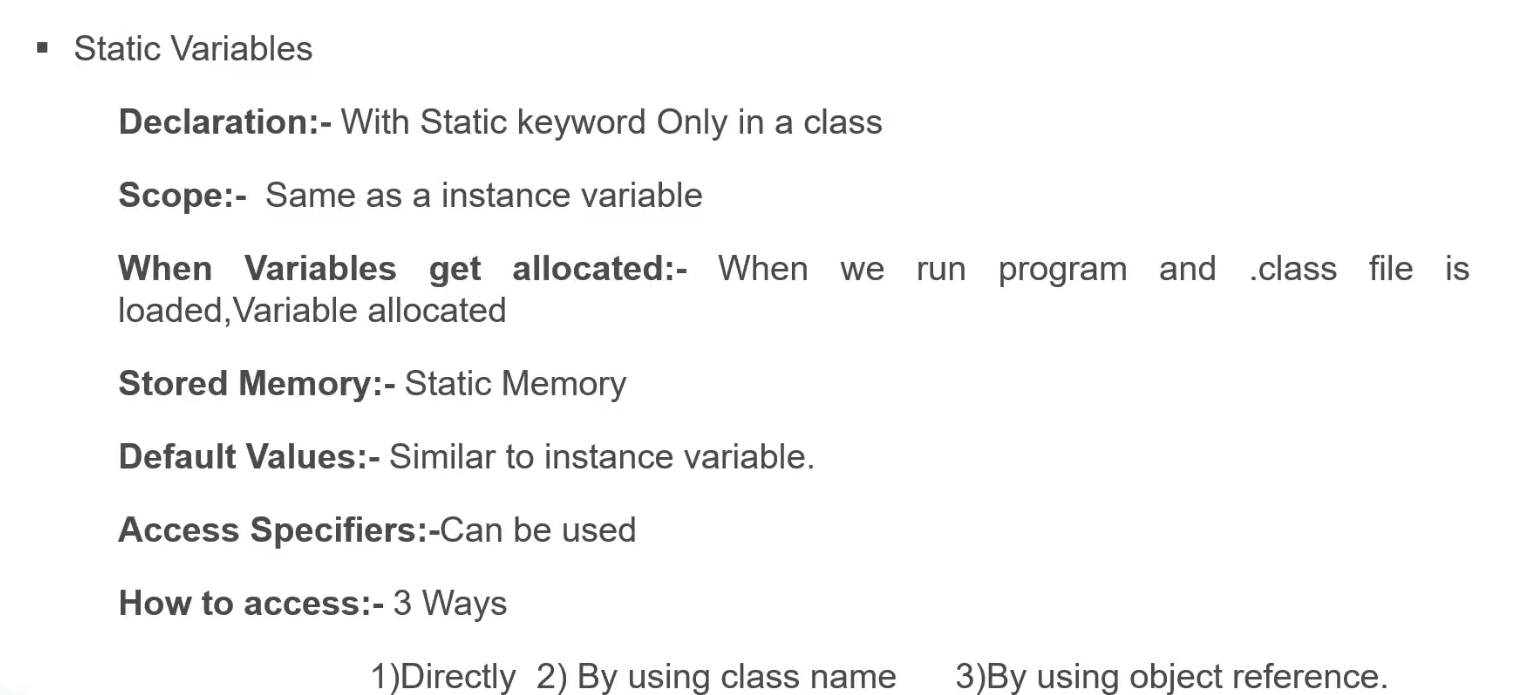 ▪ Static Variables
Declaration:- With Static keyword Only in a class
Scope:- Same as a instance variable
When Variables get allocated:- When we run program and .class file is
loaded,Variable allocated
Stored Memory:- Static Memory
Default Values:- Similar to instance variable.
Access Specifiers:-Can be used
How to access:- 3 Ways
1)Directly 2) By using class name 3)By using object reference.